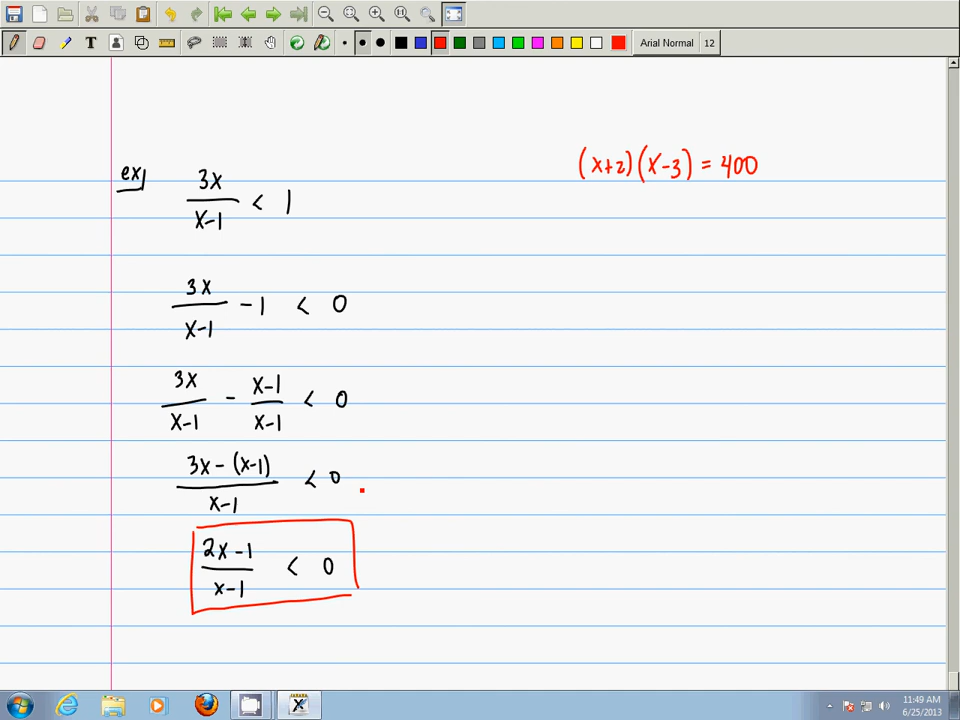 Arial Normal 12
(x+2)(x-3) = 400
ex1 3x/(x-1) < 1
3x/(x-1) - 1 < 0
3x/(x-1) - (x-1)/(x-1) < 0
(3x - (x-1))/(x-1) < 0
(2x - 1)/(x-1) < 0
11:49 AM
6/25/2013